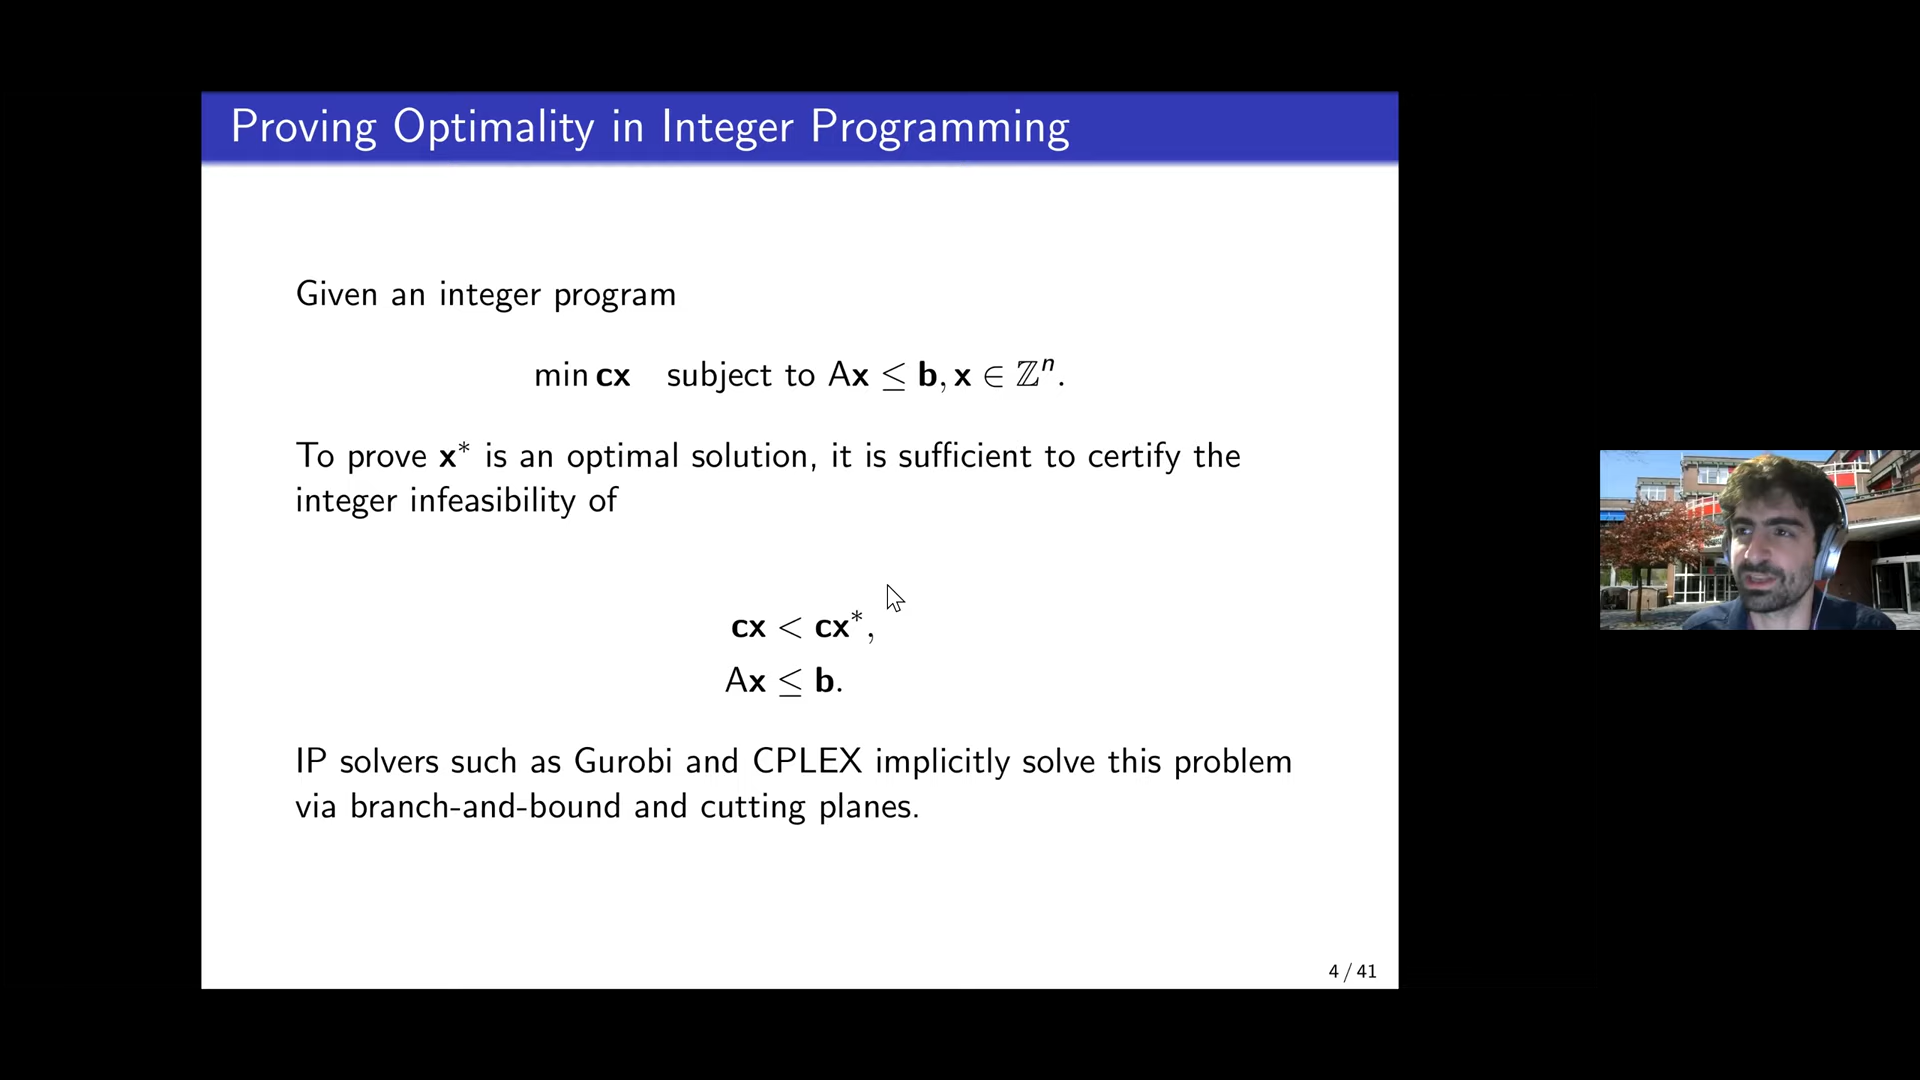 Proving Optimality in Integer Programming
Given an integer program
min cx subject to Ax ≤ b, x ∈ ℤⁿ.
To prove x* is an optimal solution, it is sufficient to certify the
integer infeasibility of
cx < cx*,
Ax ≤ b.
IP solvers such as Gurobi and CPLEX implicitly solve this problem
via branch-and-bound and cutting planes.
4 / 41